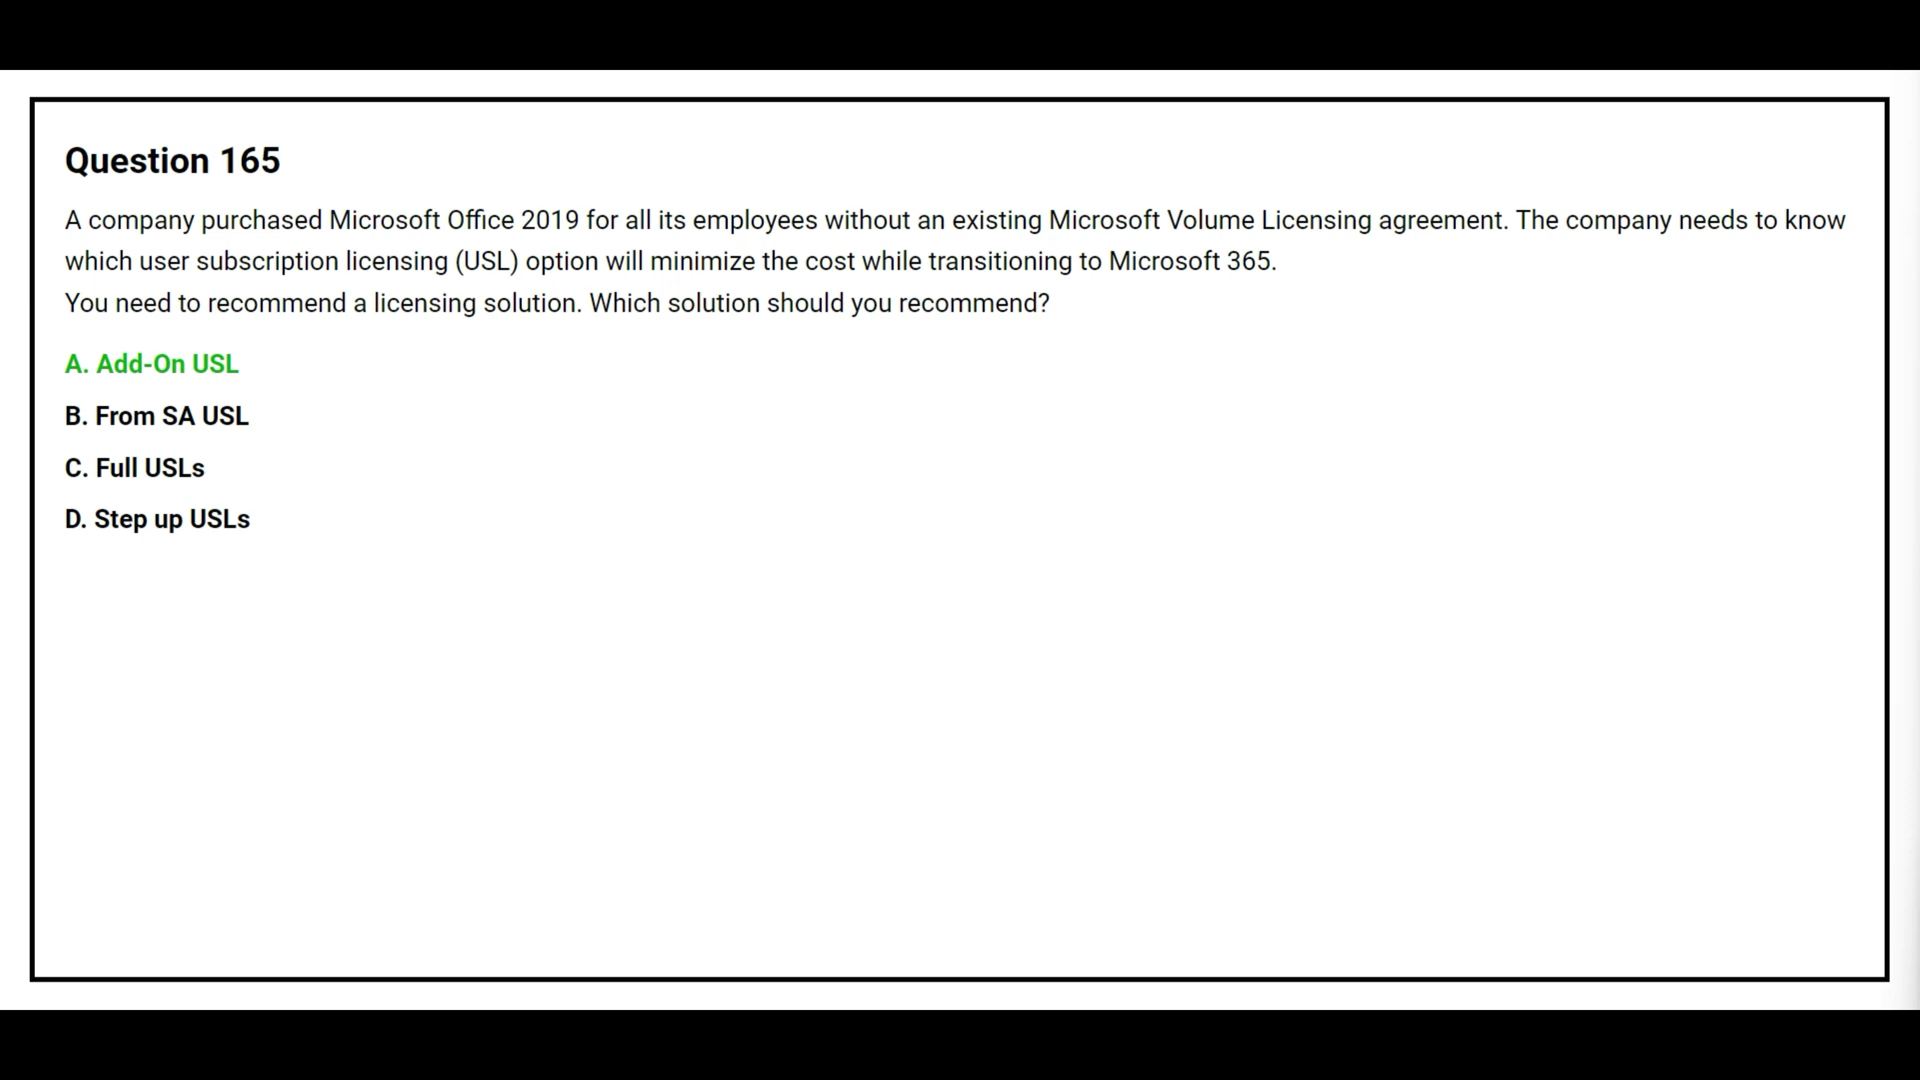 Question 165
A company purchased Microsoft Office 2019 for all its employees without an existing Microsoft Volume Licensing agreement. The company needs to know
which user subscription licensing (USL) option will minimize the cost while transitioning to Microsoft 365.
You need to recommend a licensing solution. Which solution should you recommend?
A. Add-On USL
B. From SA USL
C. Full USLs
D. Step up USLs